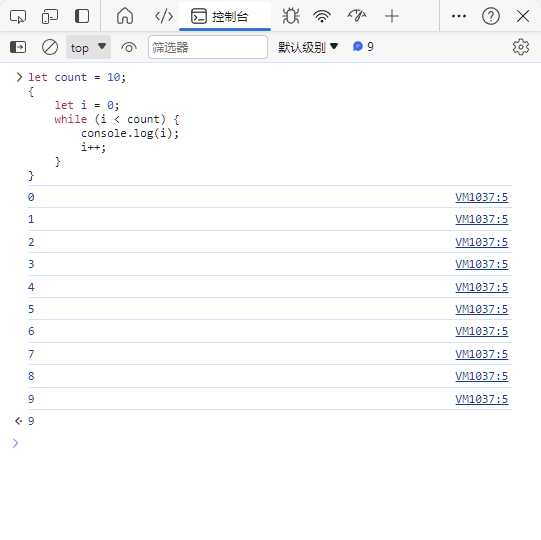 控制台
top
筛选器
默认级别
9
let count = 10;
{
    let i = 0;
    while (i < count) {
        console.log(i);
        i++;
    }
}
0 VM1037:5
1 VM1037:5
2 VM1037:5
3 VM1037:5
4 VM1037:5
5 VM1037:5
6 VM1037:5
7 VM1037:5
8 VM1037:5
9 VM1037:5
9